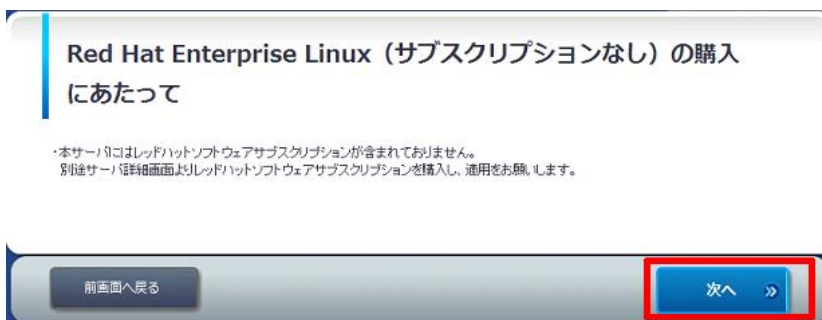 Red Hat Enterprise Linux（サブスクリプションなし）の購入
にあたって
・本サーバにはレッドハットソフトウェアサブスクリプションが含まれておりません。
別途サーバ詳細画面よりレッドハットソフトウェアサブスクリプションを購入し、適用をお願いします。
前画面へ戻る
次へ »